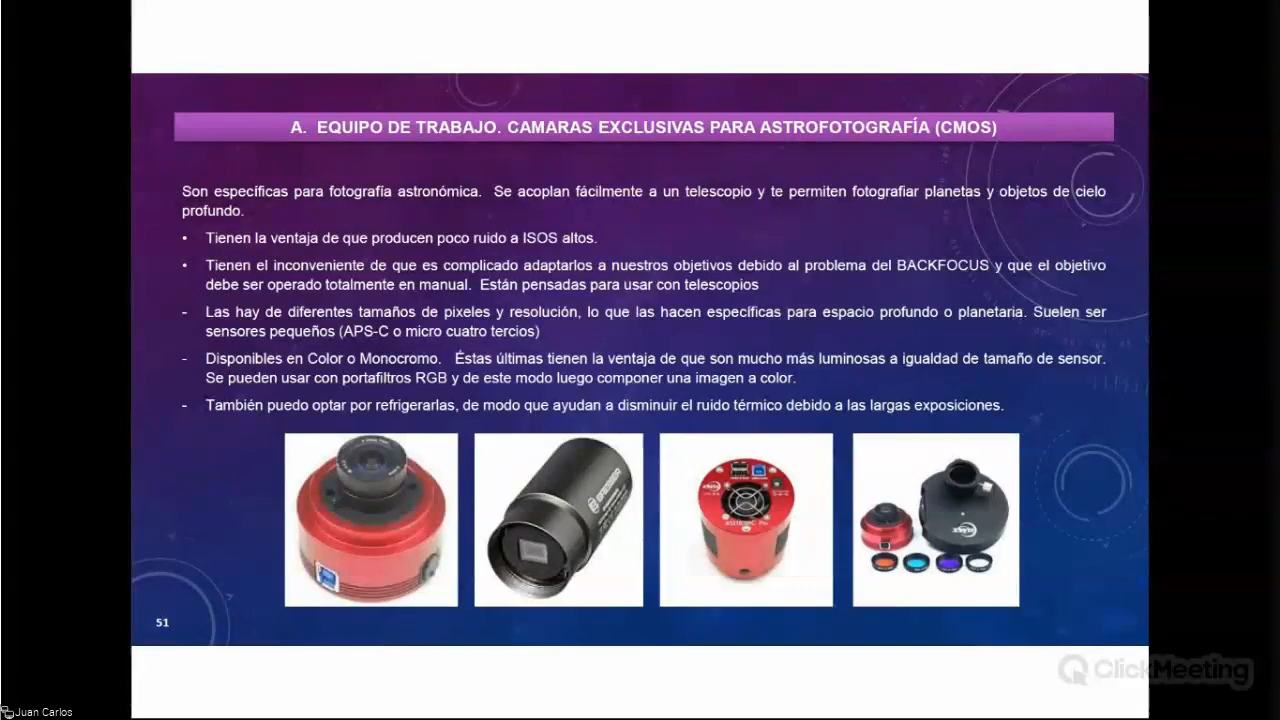 A. EQUIPO DE TRABAJO. CAMARAS EXCLUSIVAS PARA ASTROFOTOGRAFÍA (CMOS)
Son específicas para fotografía astronómica. Se acoplan fácilmente a un telescopio y te permiten fotografiar planetas y objetos de cielo
profundo.
• Tienen la ventaja de que producen poco ruido a ISOS altos.
• Tienen el inconveniente de que es complicado adaptarlos a nuestros objetivos debido al problema del BACKFOCUS y que el objetivo
debe ser operado totalmente en manual. Están pensadas para usar con telescopios
- Las hay de diferentes tamaños de pixeles y resolución, lo que las hacen específicas para espacio profundo o planetaria. Suelen ser
sensores pequeños (APS-C o micro cuatro tercios)
- Disponibles en Color o Monocromo. Éstas últimas tienen la ventaja de que son mucho más luminosas a igualdad de tamaño de sensor.
Se pueden usar con portafiltros RGB y de este modo luego componer una imagen a color.
- También puedo optar por refrigerarlas, de modo que ayudan a disminuir el ruido térmico debido a las largas exposiciones.
BRESSER
51
ClickMeeting
Juan Carlos